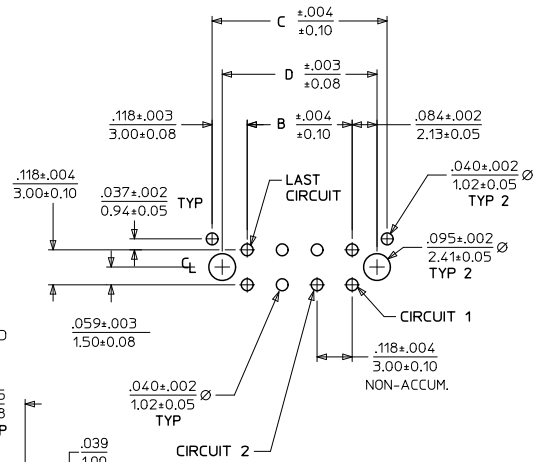 C ±.004
±0.10
D ±.003
±0.08
.118±.003
3.00±0.08
B ±.004
±0.10
.084±.002
2.13±0.05
.118±.004
3.00±0.10
.037±.002
0.94±0.05
TYP
LAST
CIRCUIT
.040±.002
1.02±0.05
Ø
TYP 2
.095±.002
2.41±0.05
Ø
TYP 2
CL
.059±.003
1.50±0.08
CIRCUIT 1
.118±.004
3.00±0.10
NON-ACCUM.
.040±.002
1.02±0.05
Ø
TYP
CIRCUIT 2
.039
1.00